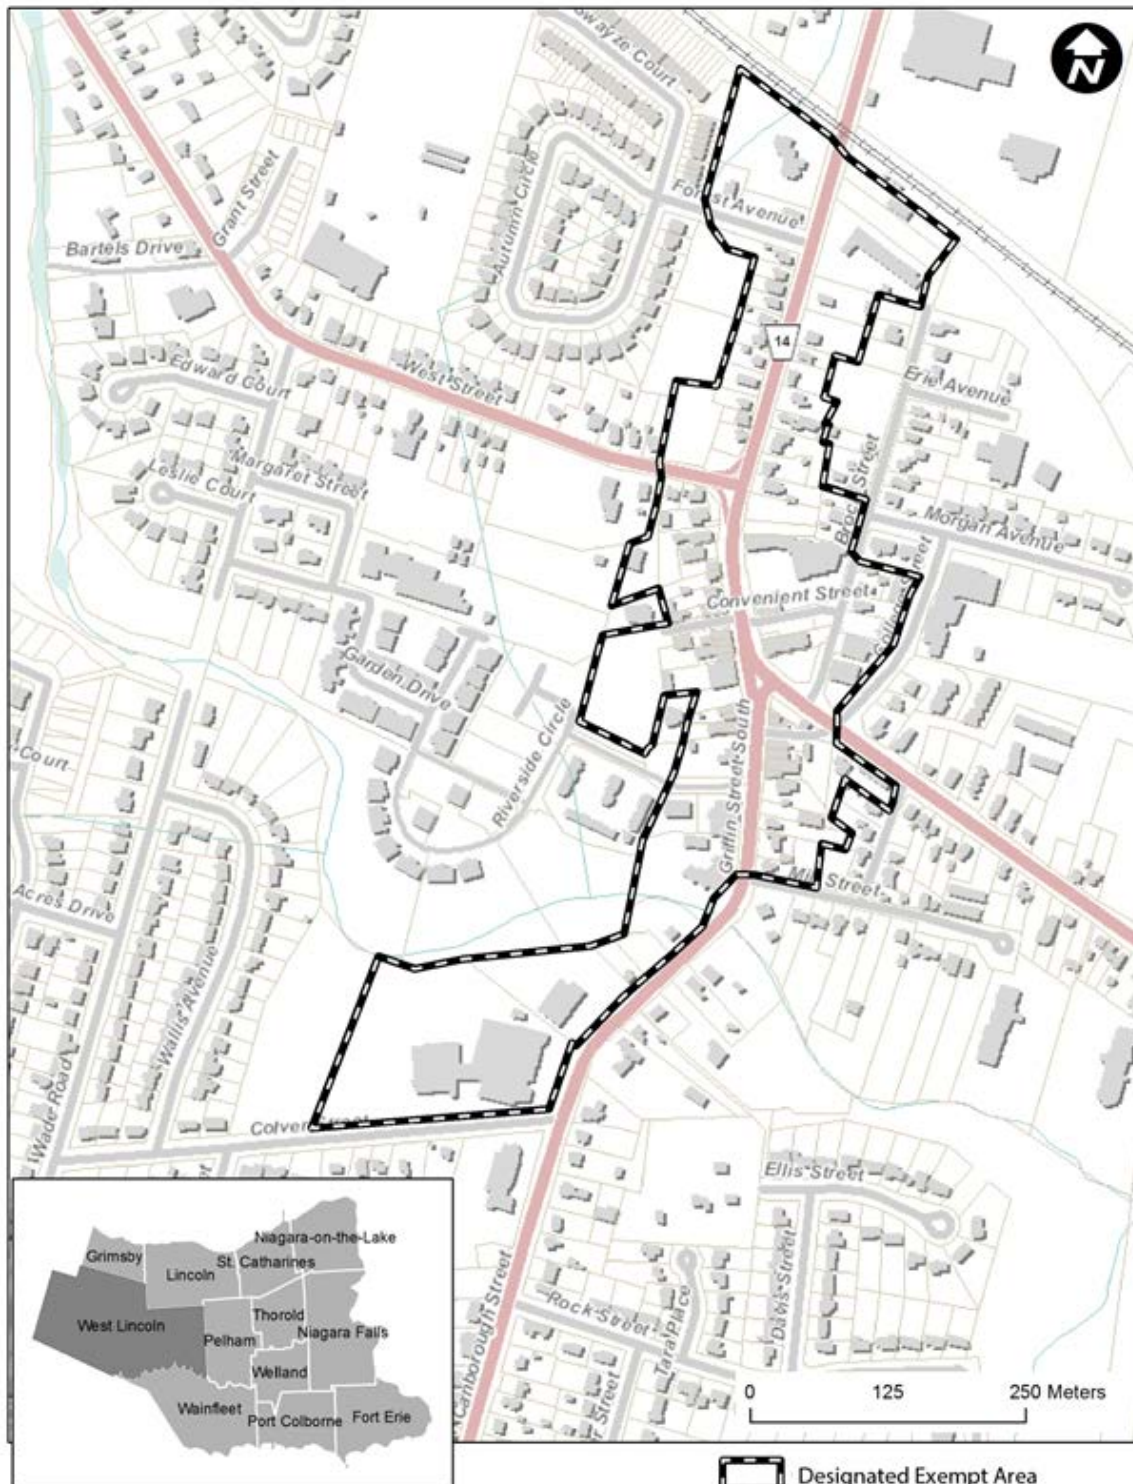 Swayze Court
N
Forest Avenue
Autumn Circle
Grant Street
Bartels Drive
14
West Street
Erie Avenue
Edward Court
Margaret Street
Leslie Court
Street
Morgan Avenue
Convenient Street
Garden Drive
Riverside Circle
Court
Griffin Street South
Mill Street
Acres Drive
Wallis Avenue
Wade Road
Street
Ellis Street
Davis Street
Rock Street
Tara Place
Canborough Street
Street
Niagara-on-the-Lake
Grimsby
St. Catharines
Lincoln
West Lincoln
Thorold
Pelham
Niagara Falls
Welland
Wainfleet
Port Colborne
Fort Erie
0 125 250 Meters
Designated Exempt Area